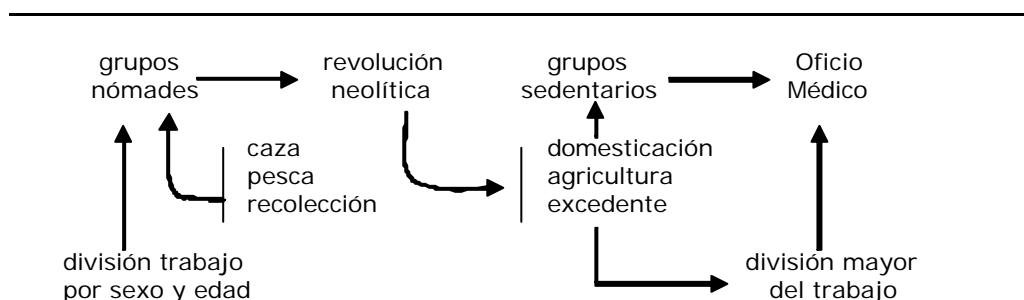 grupos
nómades
revolución
neolítica
grupos
sedentarios
Oficio
Médico
caza
pesca
recolección
domesticación
agricultura
excedente
división trabajo
por sexo y edad
división mayor
del trabajo